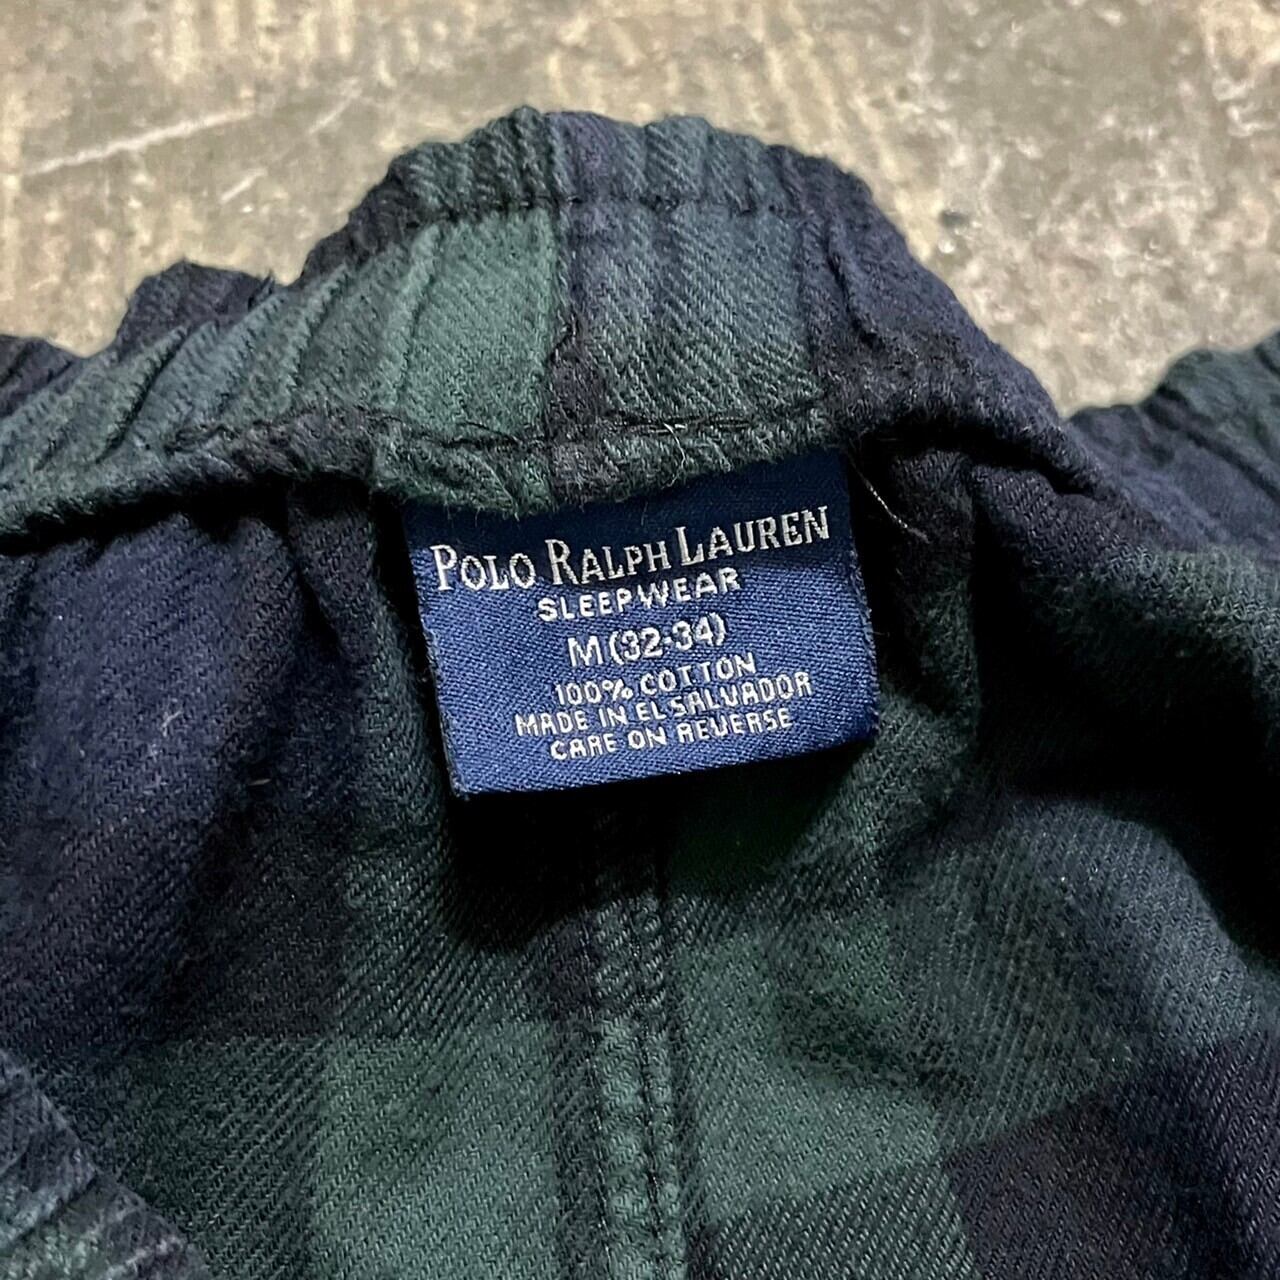 POLO RALPH LAUREN
SLEEPWEAR
M (32-34)
100% COTTON
MADE IN EL SALVADOR
CARE ON REVERSE